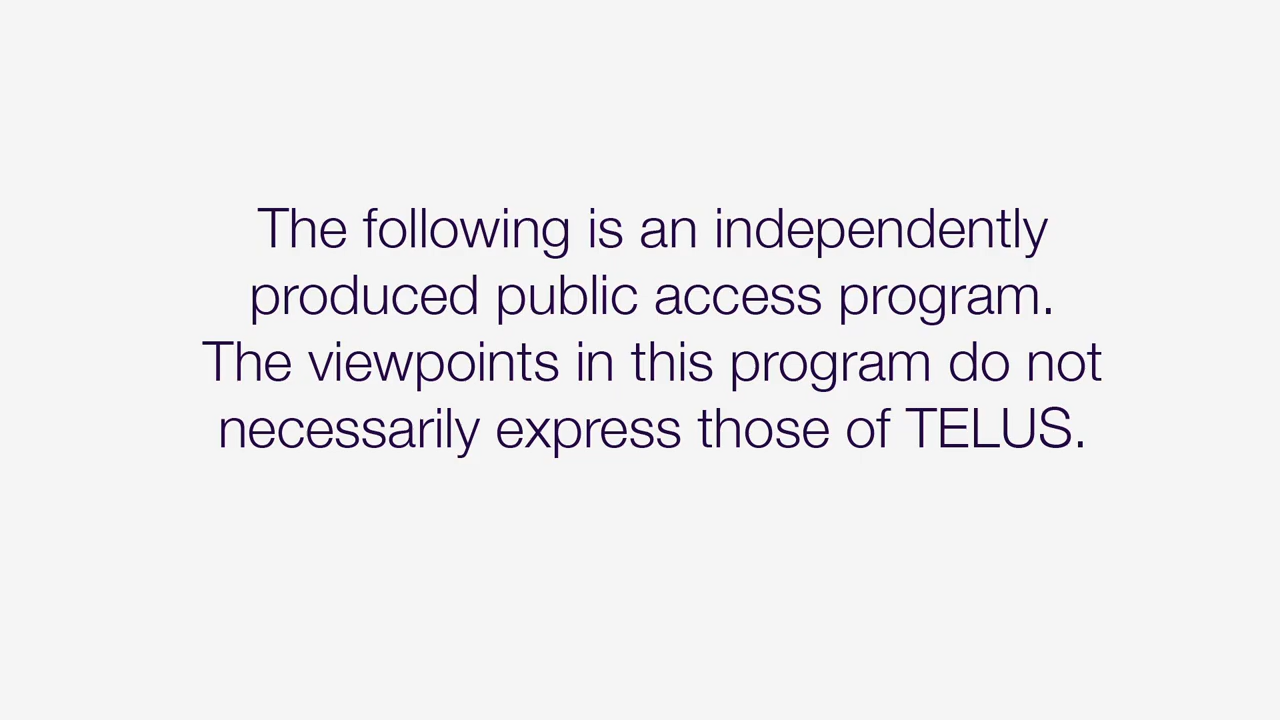 The following is an independently
produced public access program.
The viewpoints in this program do not
necessarily express those of TELUS.